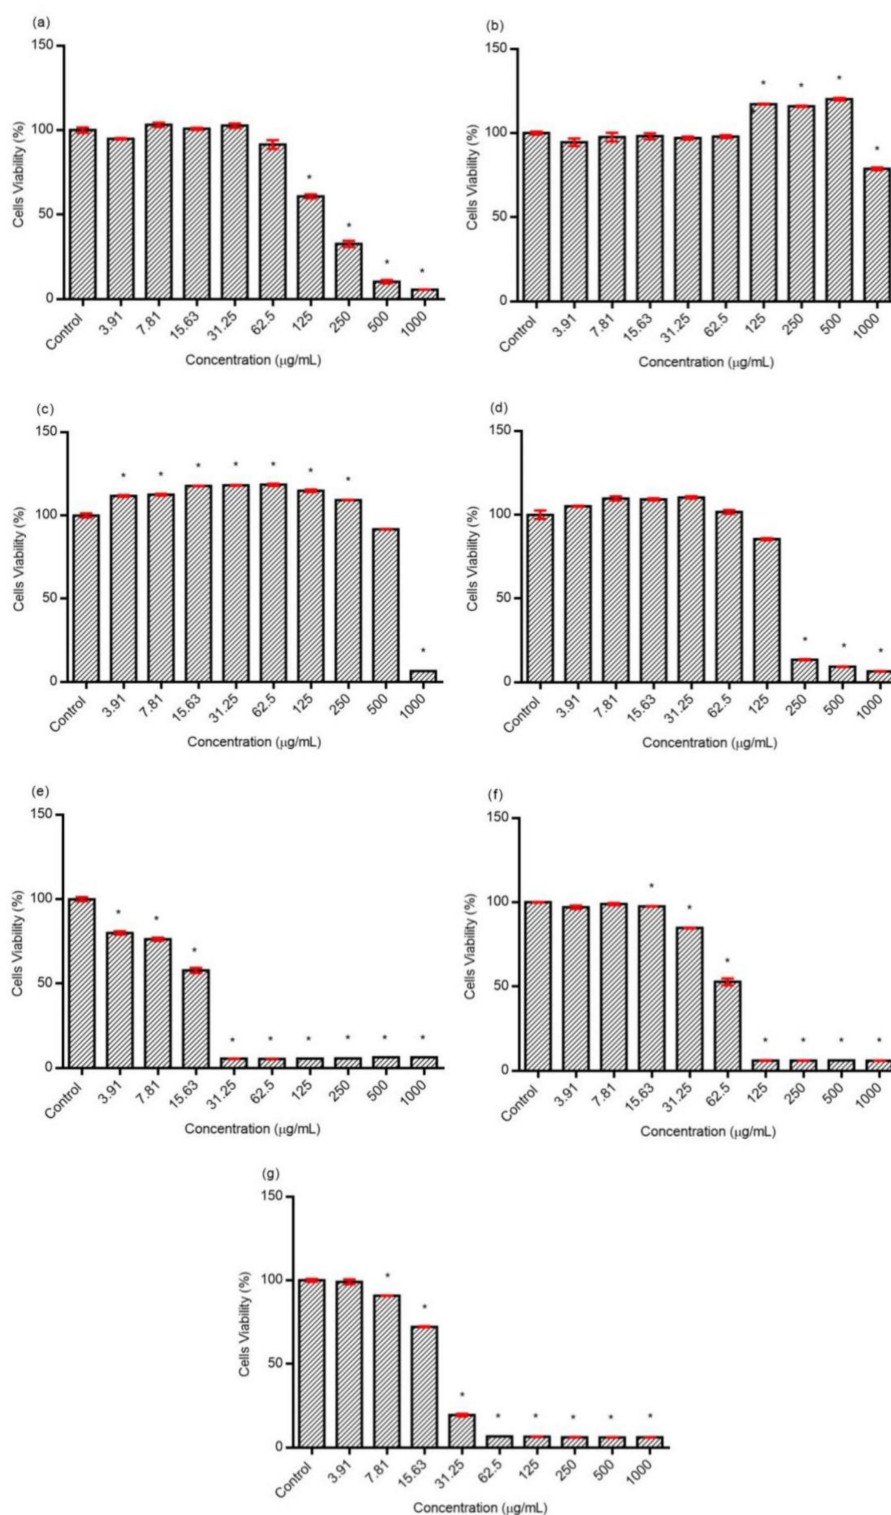 (a)
150
100
50
0
Cells Viability (%)
* * * *
Control 3.91 7.81 15.63 31.25 62.5 125 250 500 1000
Concentration (μg/mL)
(b)
150
100
50
0
Cells Viability (%)
* * * *
*
Control 3.91 7.81 15.63 31.25 62.5 125 250 500 1000
Concentration (μg/mL)
(c)
150
100
50
0
Cells Viability (%)
* * * * * * * *
Control 3.91 7.81 15.63 31.25 62.5 125 250 500 1000
Concentration (μg/mL)
(d)
150
100
50
0
Cells Viability (%)
* * *
Control 3.91 7.81 15.63 31.25 62.5 125 250 500 1000
Concentration (μg/mL)
(e)
150
100
50
0
Cells Viability (%)
* * * * * * * * *
Control 3.91 7.81 15.63 31.25 62.5 125 250 500 1000
Concentration (μg/mL)
(f)
150
100
50
0
Cells Viability (%)
* * * * * * *
Control 3.91 7.81 15.63 31.25 62.5 125 250 500 1000
Concentration (μg/mL)
(g)
150
100
50
0
Cells Viability (%)
* * * * * * * *
Control 3.91 7.81 15.63 31.25 62.5 125 250 500 1000
Concentration (μg/mL)